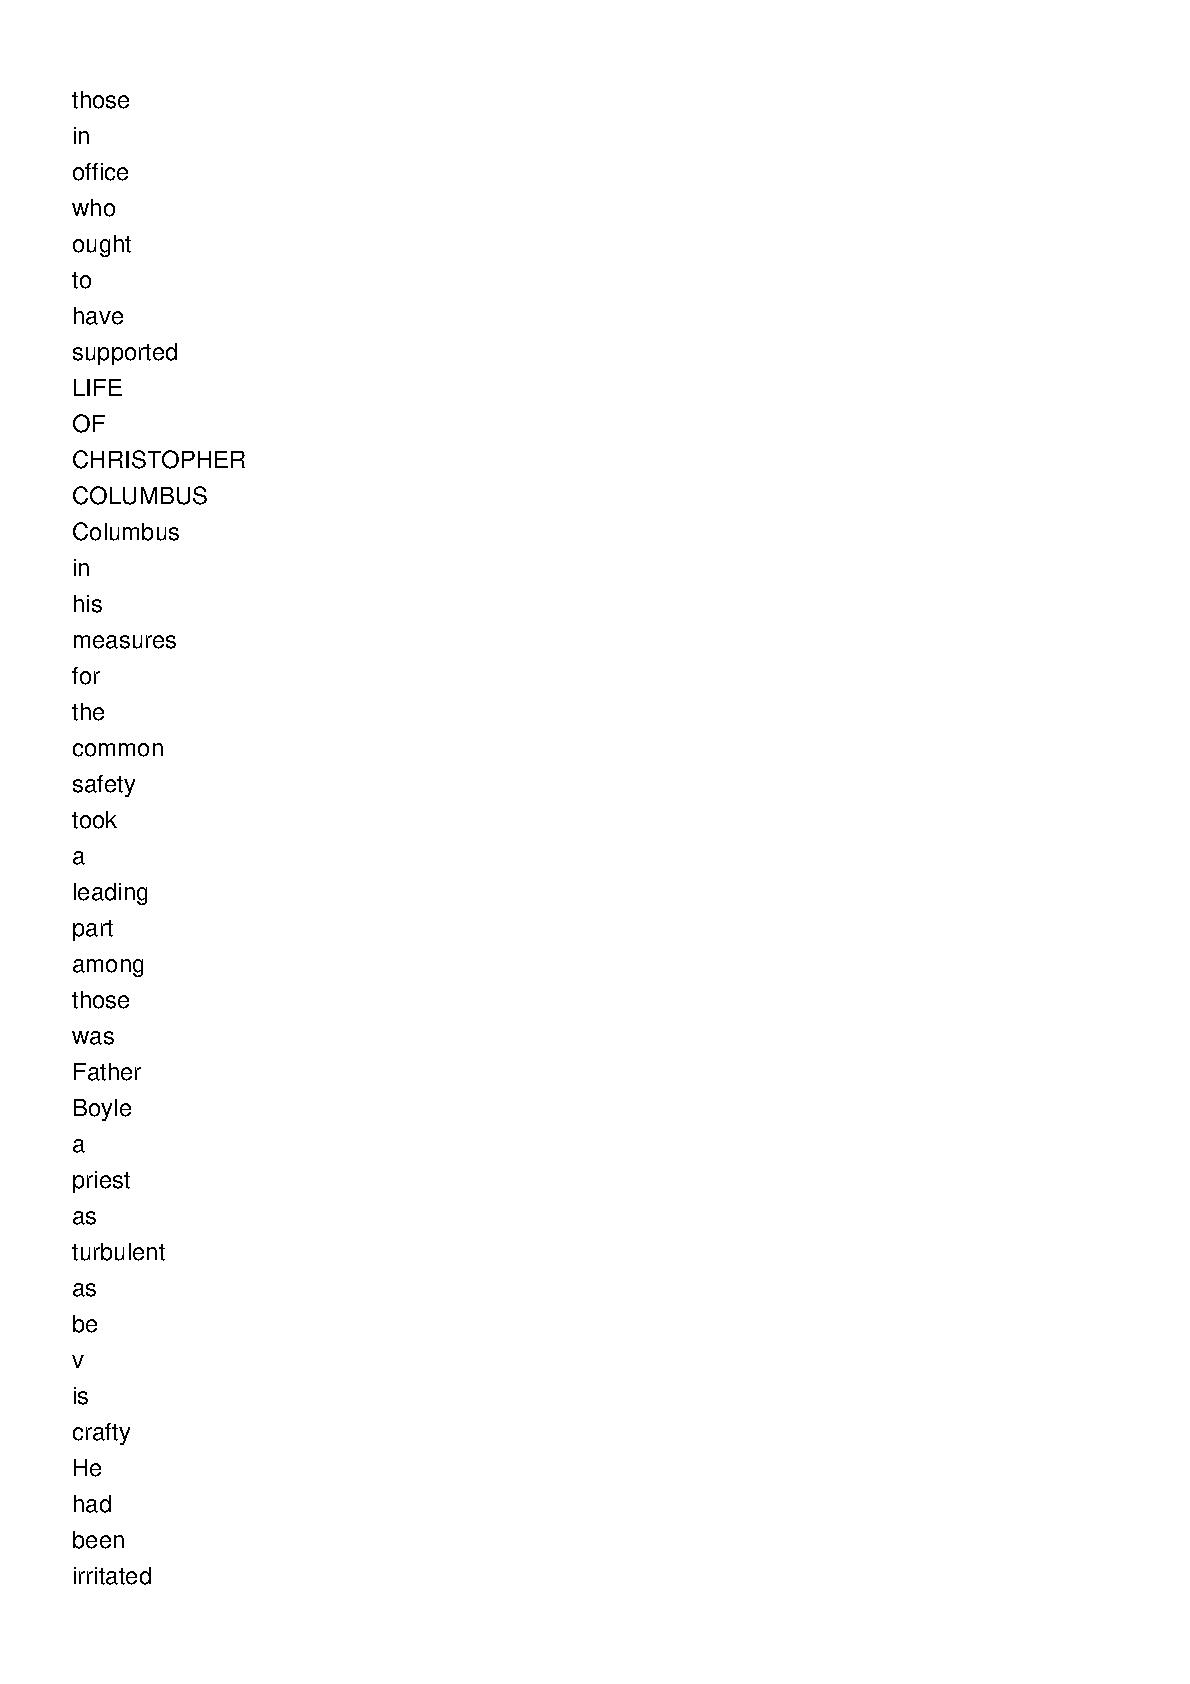 those
in
office
who
ought
to
have
supported
LIFE
OF
CHRISTOPHER
COLUMBUS
Columbus
in
his
measures
for
the
common
safety
took
a
leading
part
among
those
was
Father
Boyle
a
priest
as
turbulent
as
be
v
is
crafty
He
had
been
irritated